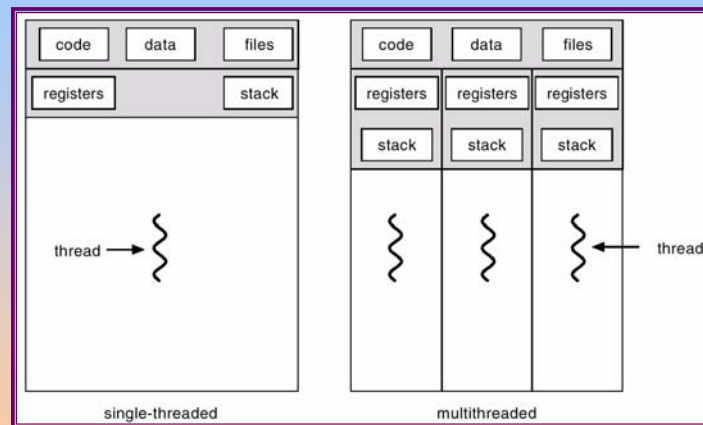 code data files
registers stack
thread
single-threaded
code data files
registers registers registers
stack stack stack
thread
multithreaded